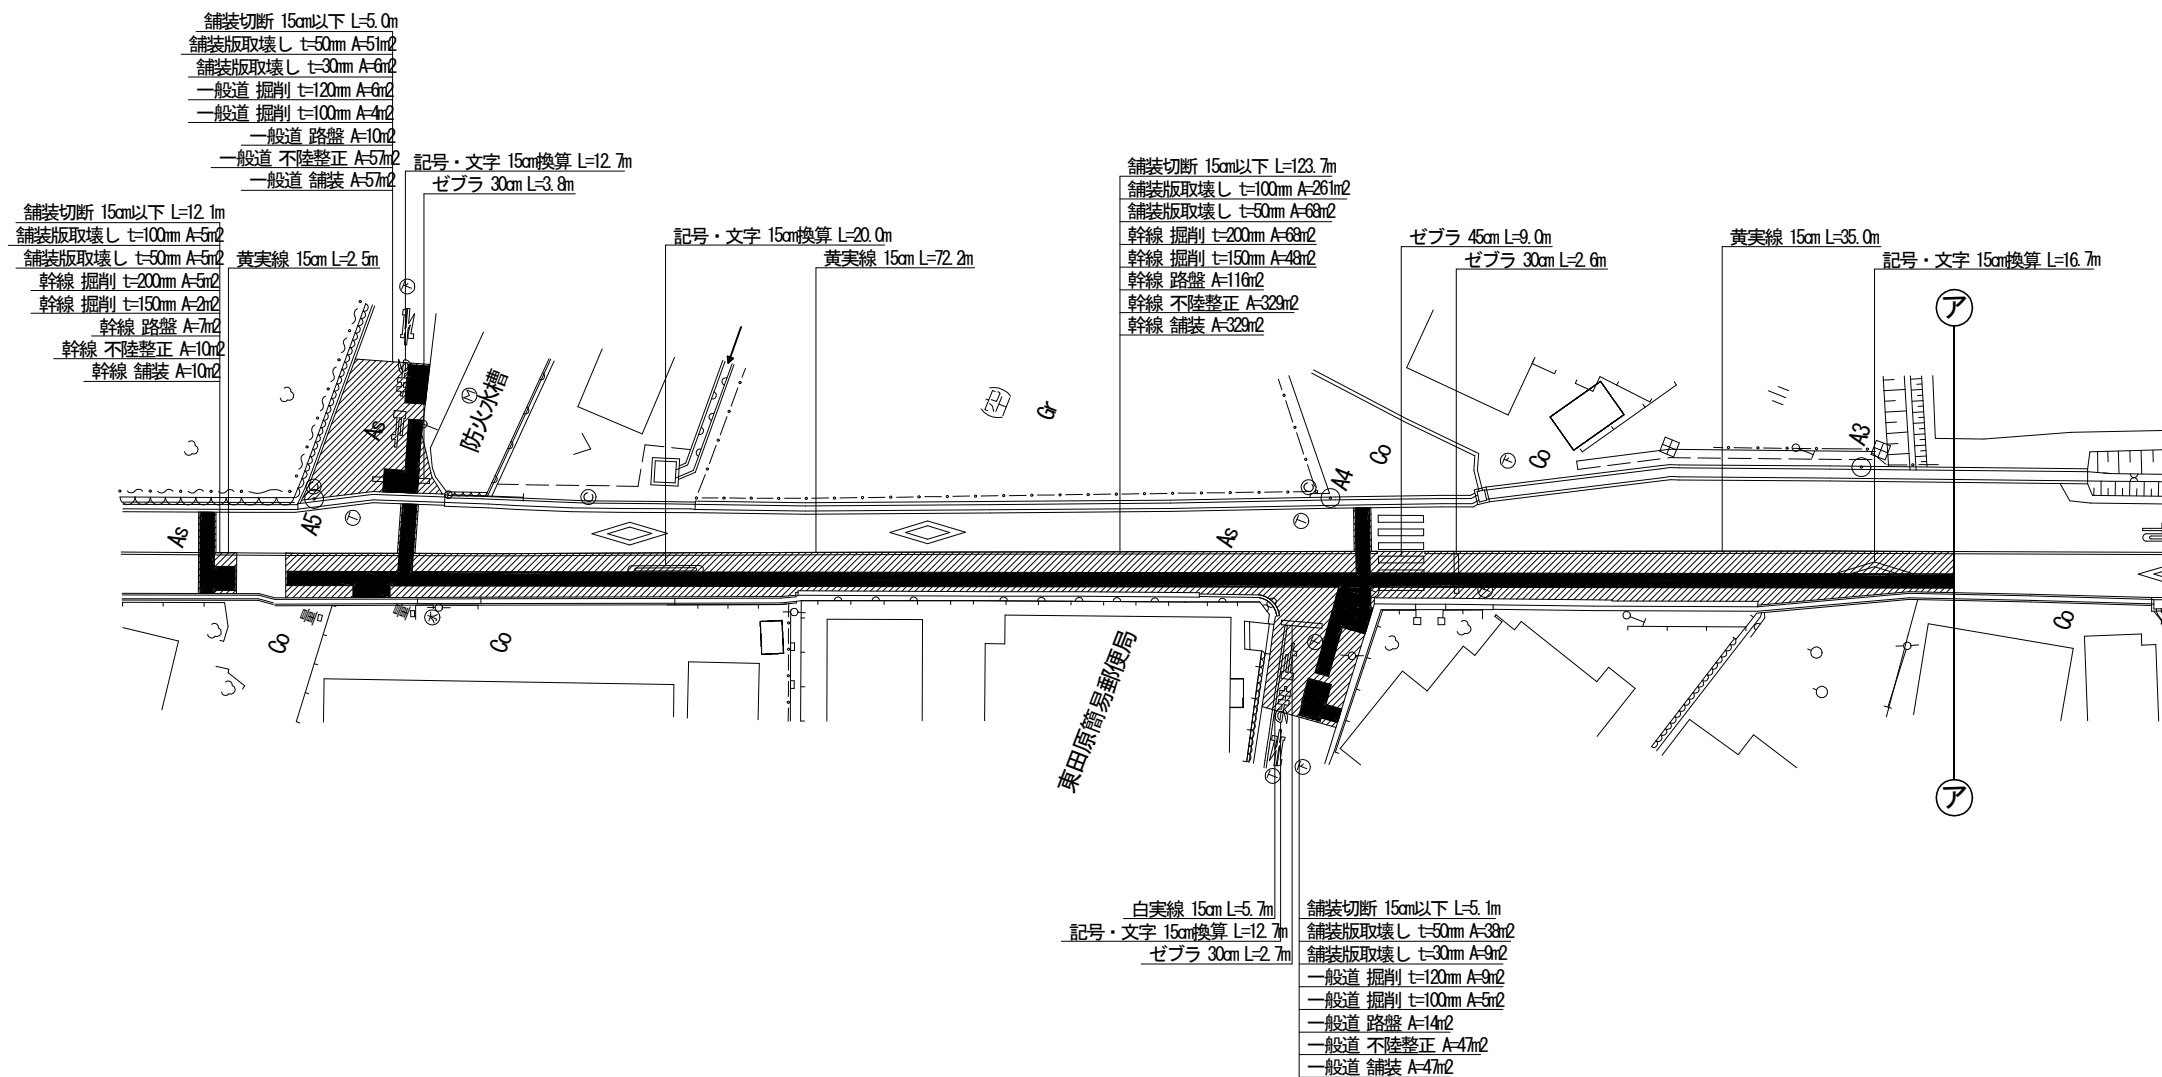 舗装切断 15cm以下 L=5.0m
舗装版取壊し t=50mm A=51m2
舗装版取壊し t=30mm A=6m2
一般道 掘削 t=120mm A=6m2
一般道 掘削 t=100mm A=4m2
一般道 路盤 A=10m2
一般道 不陸整正 A=57m2
一般道 舗装 A=57m2
記号・文字 15cm換算 L=12.7m
ゼブラ 30cm L=3.8m
舗装切断 15cm以下 L=12.1m
舗装版取壊し t=100mm A=5m2
舗装版取壊し t=50mm A=5m2
幹線 掘削 t=200mm A=5m2
幹線 掘削 t=150mm A=2m2
幹線 路盤 A=7m2
幹線 不陸整正 A=10m2
幹線 舗装 A=10m2
黄実線 15cm L=2.5m
記号・文字 15cm換算 L=20.0m
黄実線 15cm L=72.2m
舗装切断 15cm以下 L=123.7m
舗装版取壊し t=100mm A=261m2
舗装版取壊し t=50mm A=68m2
幹線 掘削 t=200mm A=68m2
幹線 掘削 t=150mm A=48m2
幹線 路盤 A=116m2
幹線 不陸整正 A=329m2
幹線 舗装 A=329m2
ゼブラ 45cm L=9.0m
ゼブラ 30cm L=2.6m
黄実線 15cm L=35.0m
記号・文字 15cm換算 L=16.7m
ア
As
防火水槽
M
空
Gr
A4
Co
T
Co
A3
As
A5
T
C
T
As
Co
量
量
水
Co
東田原簡易郵便局
Co
ア
白実線 15cm L=5.7m
記号・文字 15cm換算 L=12.7m
ゼブラ 30cm L=2.7m
舗装切断 15cm以下 L=5.1m
舗装版取壊し t=50mm A=38m2
舗装版取壊し t=30mm A=9m2
一般道 掘削 t=120mm A=9m2
一般道 掘削 t=100mm A=5m2
一般道 路盤 A=14m2
一般道 不陸整正 A=47m2
一般道 舗装 A=47m2